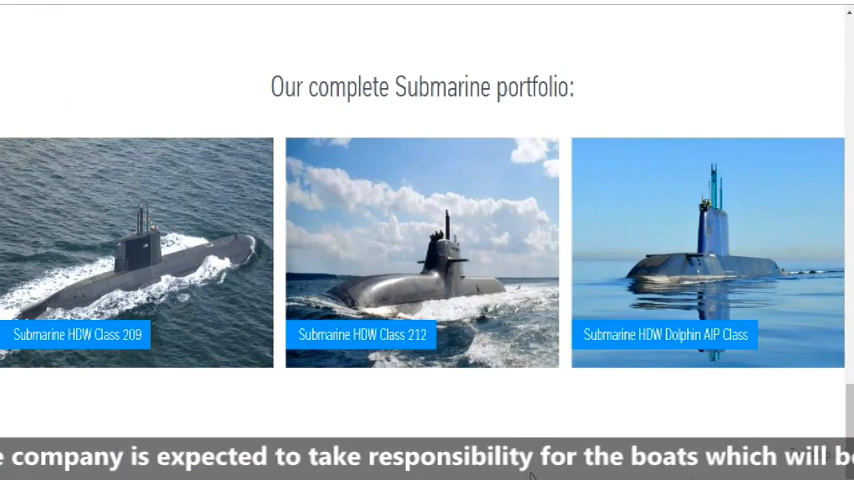 Our complete Submarine portfolio:
Submarine HDW Class 209
Submarine HDW Class 212
Submarine HDW Dolphin AIP Class
company is expected to take responsibility for the boats which will